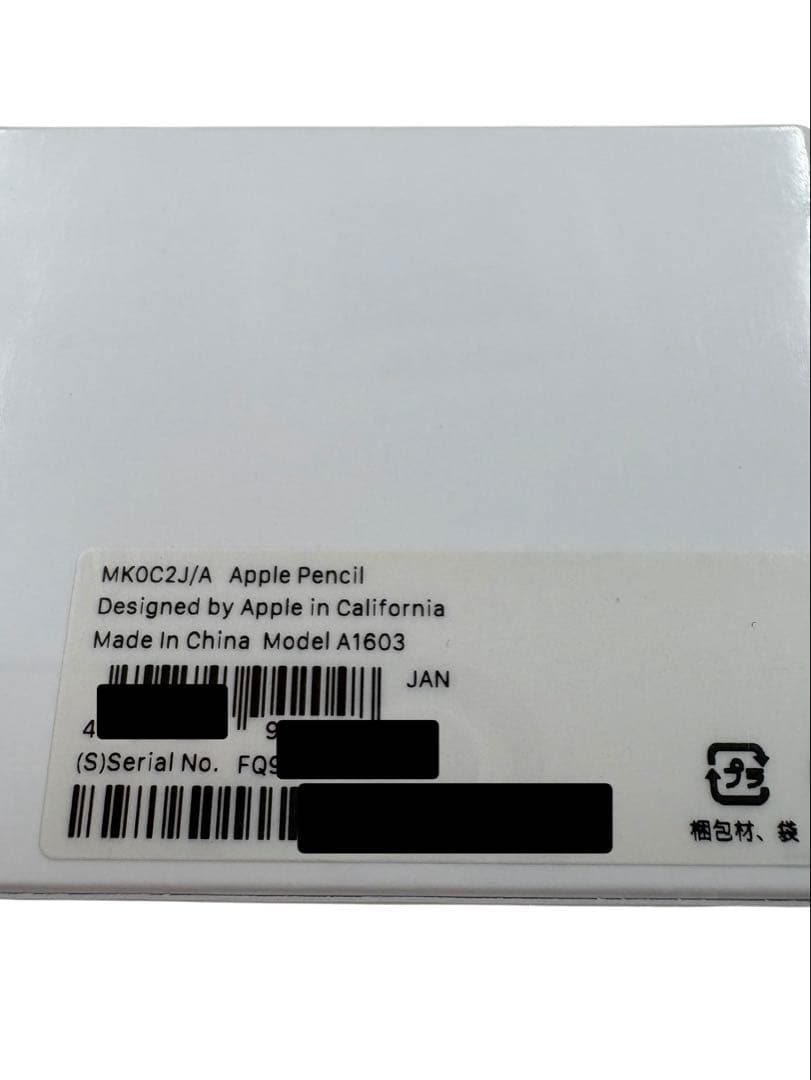 MK0C2J/A Apple Pencil
Designed by Apple in California
Made In China Model A1603
JAN
4 9
(S)Serial No. FQ9
プラ
梱包材、袋